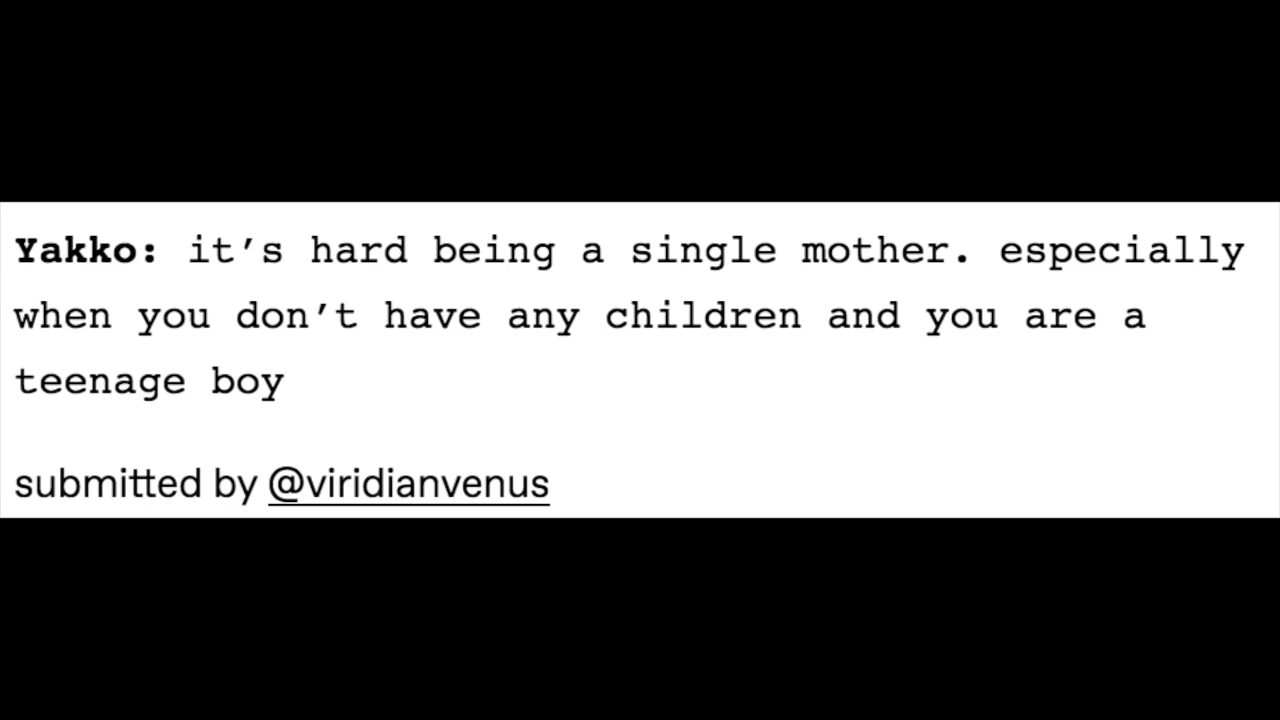 Yakko: it’s hard being a single mother. especially
when you don’t have any children and you are a
teenage boy
submitted by @viridianvenus